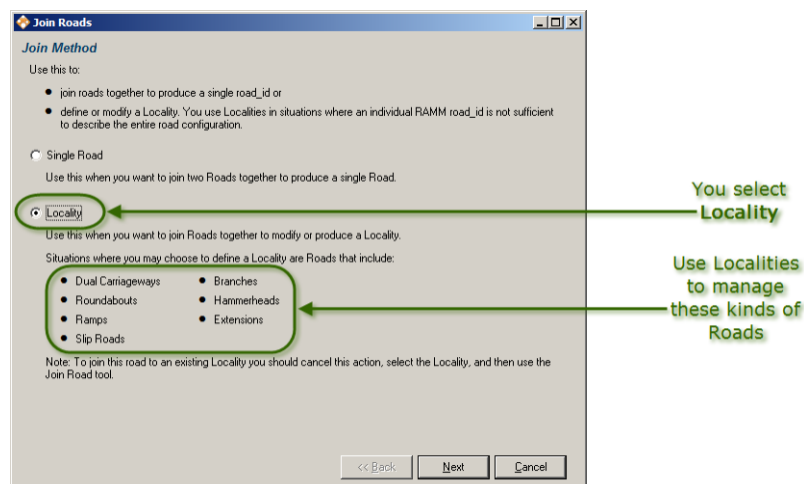 Join Roads
Join Method
Use this to:
• join roads together to produce a single road_id or
• define or modify a Locality. You use Localities in situations where an individual RAMM road_id is not sufficient
to describe the entire road configuration.
Single Road
Use this when you want to join two Roads together to produce a single Road.
Locality
Use this when you want to join Roads together to modify or produce a Locality.
Situations where you may choose to define a Locality are Roads that include:
• Dual Carriageways
• Roundabouts
• Ramps
• Slip Roads
• Branches
• Hammerheads
• Extensions
Note: To join this road to an existing Locality you should cancel this action, select the Locality, and then use the
Join Road tool.
<< Back
Next
Cancel
You select
Locality
Use Localities
to manage
these kinds of
Roads